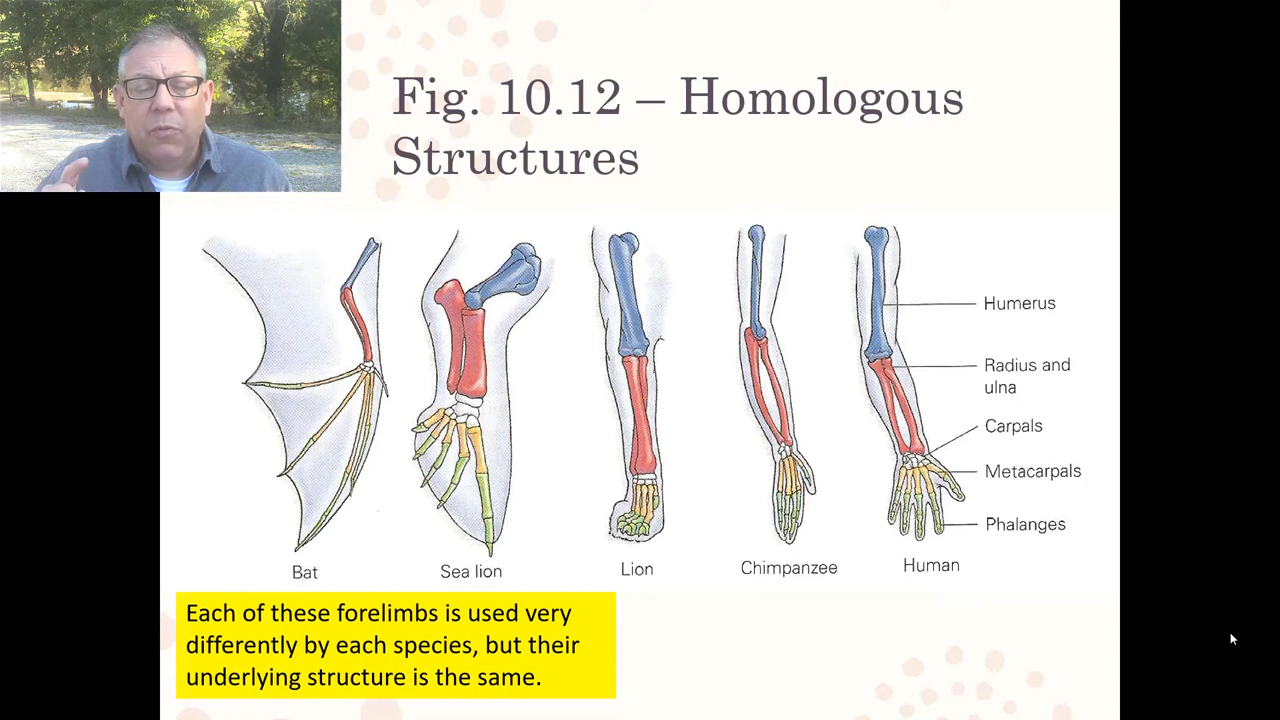 Fig. 10.12 – Homologous
Structures
Humerus
Radius and
ulna
Carpals
Metacarpals
Phalanges
Bat
Sea lion
Lion
Chimpanzee
Human
Each of these forelimbs is used very
differently by each species, but their
underlying structure is the same.